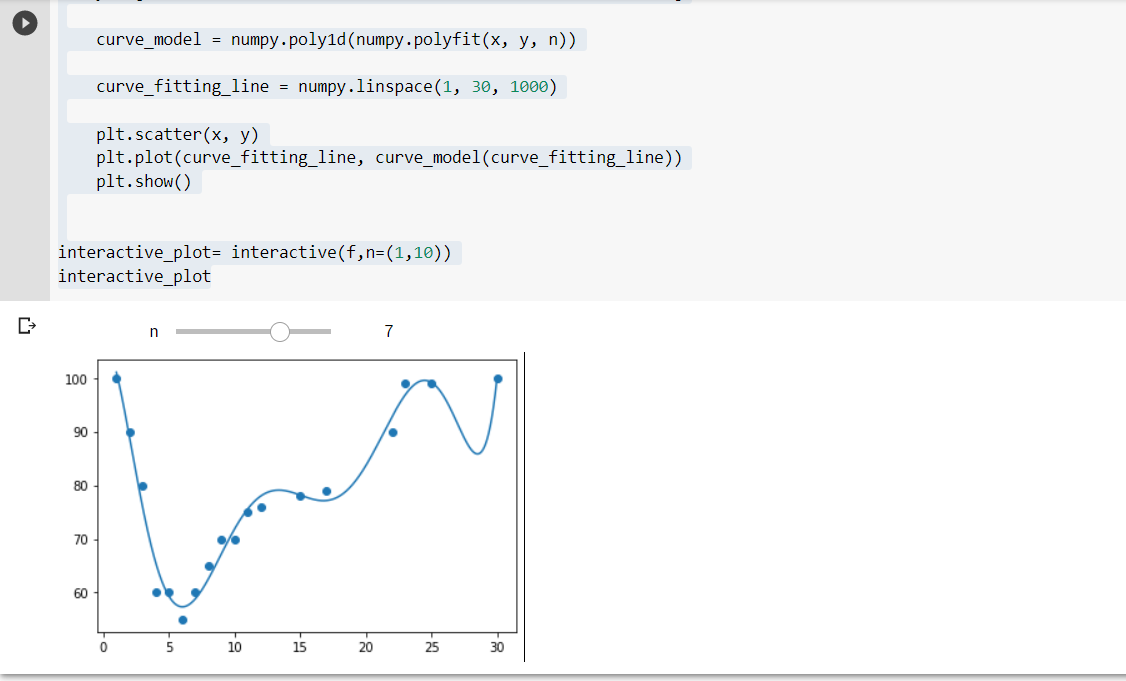 curve_model = numpy.poly1d(numpy.polyfit(x, y, n))
curve_fitting_line = numpy.linspace(1, 30, 1000)
plt.scatter(x, y)
plt.plot(curve_fitting_line, curve_model(curve_fitting_line))
plt.show()
interactive_plot= interactive(f,n=(1,10))
interactive_plot
n 7
100
90
80
70
60
0 5 10 15 20 25 30